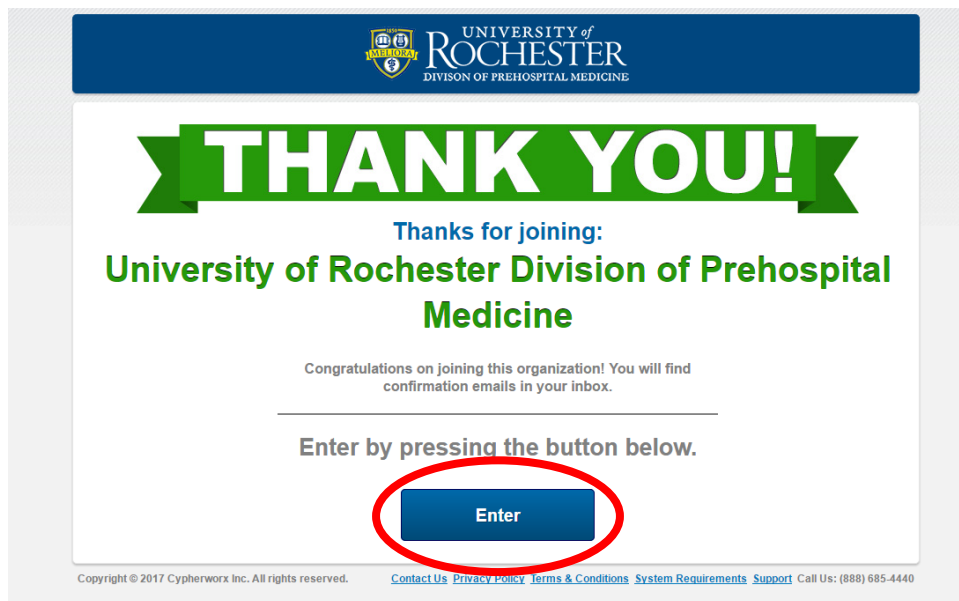 MELIORA
UNIVERSITY of
ROCHESTER
DIVISON OF PREHOSPITAL MEDICINE
THANK YOU!
Thanks for joining:
University of Rochester Division of Prehospital
Medicine
Congratulations on joining this organization! You will find
confirmation emails in your inbox.
Enter by pressing the button below.
Enter
Copyright © 2017 Cypherworx Inc. All rights reserved. Contact Us Privacy Policy Terms & Conditions System Requirements Support Call Us: (888) 685-4440